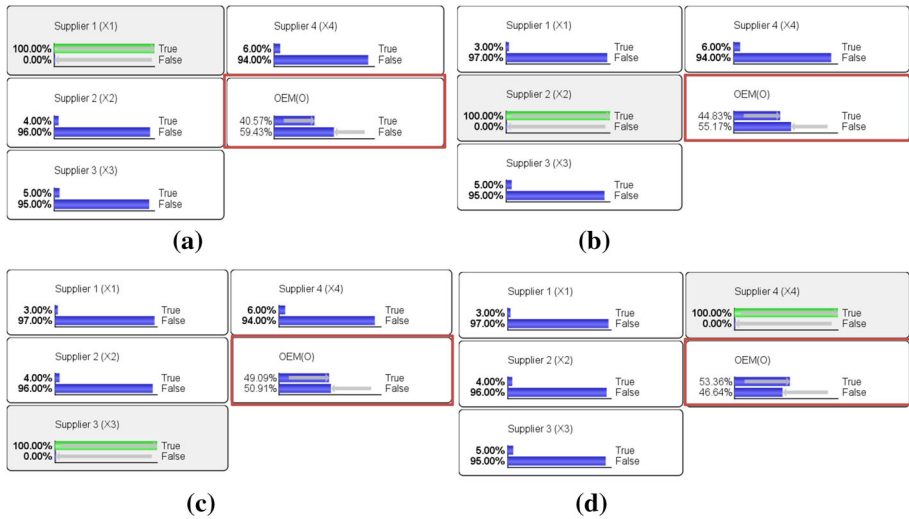 Supplier 1 (X1)
100.00% True
0.00% False
Supplier 4 (X4)
6.00% True
94.00% False
Supplier 2 (X2)
4.00% True
96.00% False
OEM(O)
40.57% True
59.43% False
Supplier 3 (X3)
5.00% True
95.00% False
(a)
Supplier 1 (X1)
3.00% True
97.00% False
Supplier 4 (X4)
6.00% True
94.00% False
Supplier 2 (X2)
100.00% True
0.00% False
OEM(O)
44.83% True
55.17% False
Supplier 3 (X3)
5.00% True
95.00% False
(b)
Supplier 1 (X1)
3.00% True
97.00% False
Supplier 4 (X4)
6.00% True
94.00% False
Supplier 2 (X2)
4.00% True
96.00% False
OEM(O)
49.09% True
50.91% False
Supplier 3 (X3)
100.00% True
0.00% False
(c)
Supplier 1 (X1)
3.00% True
97.00% False
Supplier 4 (X4)
100.00% True
0.00% False
Supplier 2 (X2)
4.00% True
96.00% False
OEM(O)
53.36% True
46.64% False
Supplier 3 (X3)
5.00% True
95.00% False
(d)